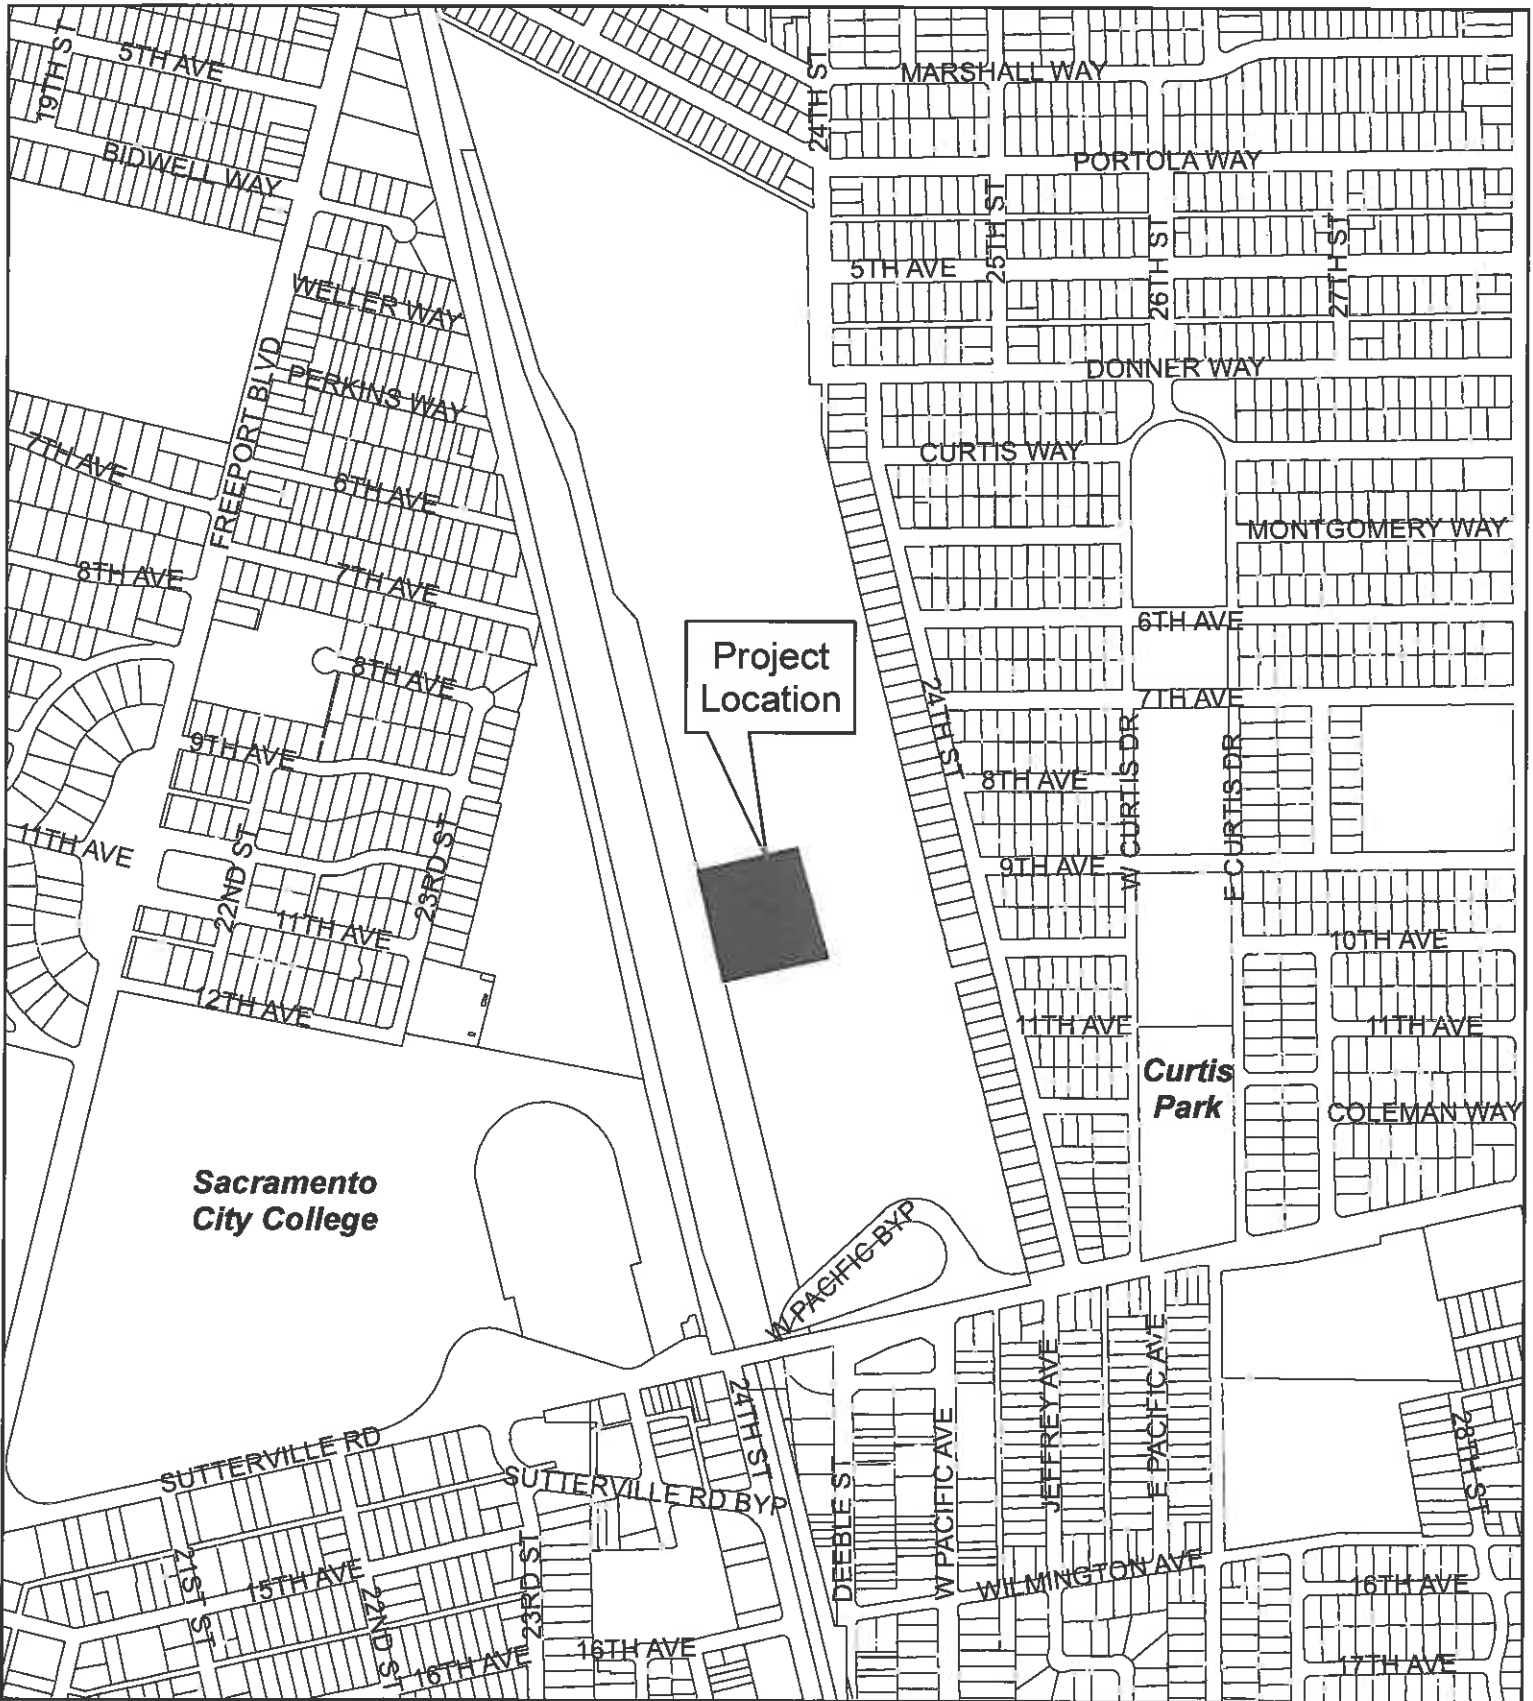 19TH ST
5TH AVE
MARSHALL WAY
24TH ST
BIDWELL WAY
PORTOLA WAY
25TH ST
26TH ST
27TH ST
5TH AVE
WELLER WAY
FREEPORT BLVD
PERKINS WAY
DONNER WAY
7TH AVE
6TH AVE
CURTIS WAY
MONTGOMERY WAY
8TH AVE
7TH AVE
6TH AVE
Project
Location
8TH AVE
24TH ST
7TH AVE
9TH AVE
W CURTIS DR
E CURTIS DR
8TH AVE
11TH AVE
22ND ST
23RD ST
9TH AVE
11TH AVE
10TH AVE
12TH AVE
11TH AVE
11TH AVE
Curtis
Park
COLEMAN WAY
Sacramento
City College
W PACIFIC BYP
24TH ST
JEFFREY AVE
E PACIFIC AVE
W PACIFIC AVE
28TH ST
SUTTERVILLE RD
SUTTERVILLE RD BYP
DEEBLE ST
21ST ST
15TH AVE
22ND ST
23RD ST
WILMINGTON AVE
16TH AVE
16TH AVE
16TH AVE
17TH AVE